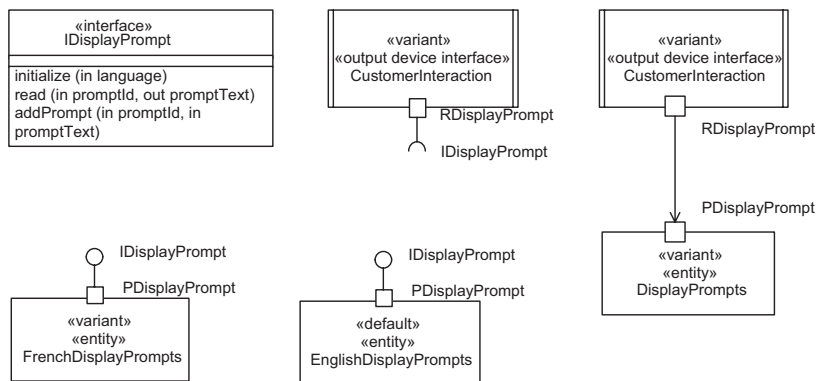 «interface»
IDisplayPrompt
initialize (in language)
read (in promptId, out promptText)
addPrompt (in promptId, in
promptText)
«variant»
«output device interface»
CustomerInteraction
RDisplayPrompt
IDisplayPrompt
«variant»
«output device interface»
CustomerInteraction
RDisplayPrompt
PDisplayPrompt
«variant»
«entity»
DisplayPrompts
IDisplayPrompt
PDisplayPrompt
«variant»
«entity»
FrenchDisplayPrompts
IDisplayPrompt
PDisplayPrompt
«default»
«entity»
EnglishDisplayPrompts